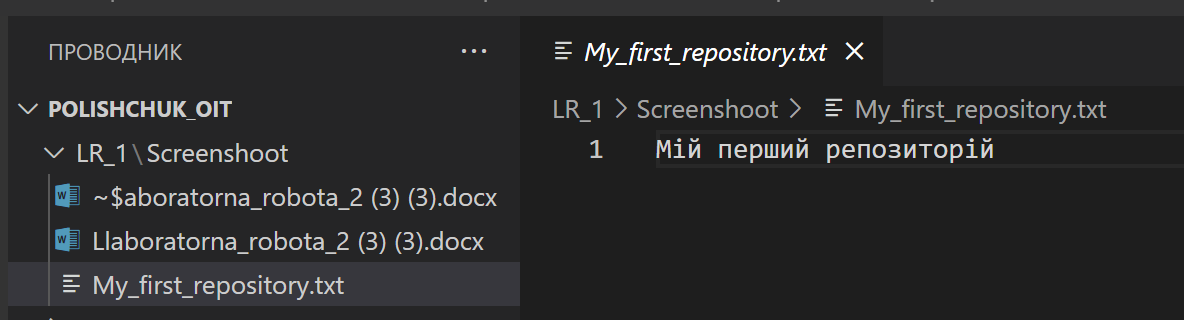 ПРОВОДНИК ...
POLISHCHUK_OIT
LR_1\Screenshoot
~$aboratorna_robota_2 (3) (3).docx
Llaboratorna_robota_2 (3) (3).docx
My_first_repository.txt
My_first_repository.txt
LR_1 > Screenshoot > My_first_repository.txt
1 Мій перший репозиторій